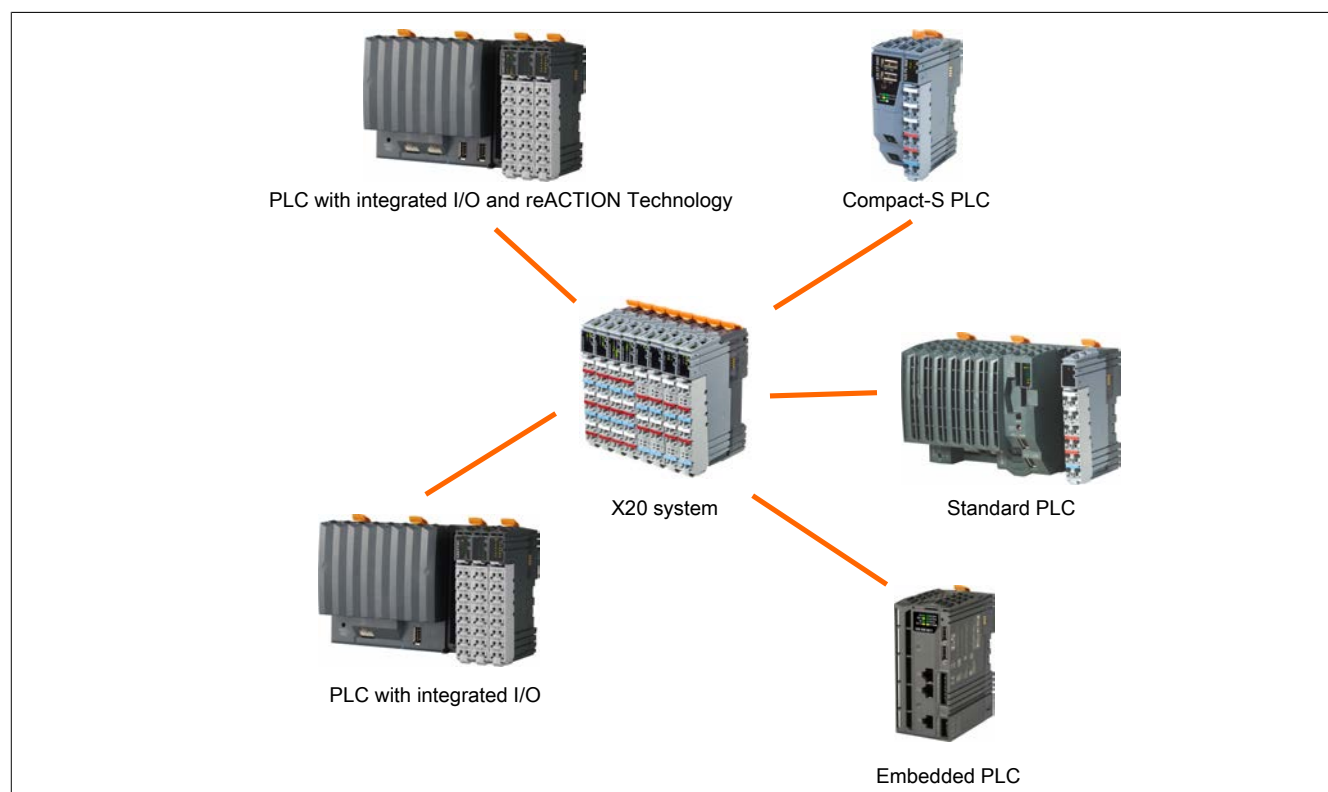 PLC with integrated I/O and reACTION Technology
Compact-S PLC
X20 system
Standard PLC
PLC with integrated I/O
Embedded PLC